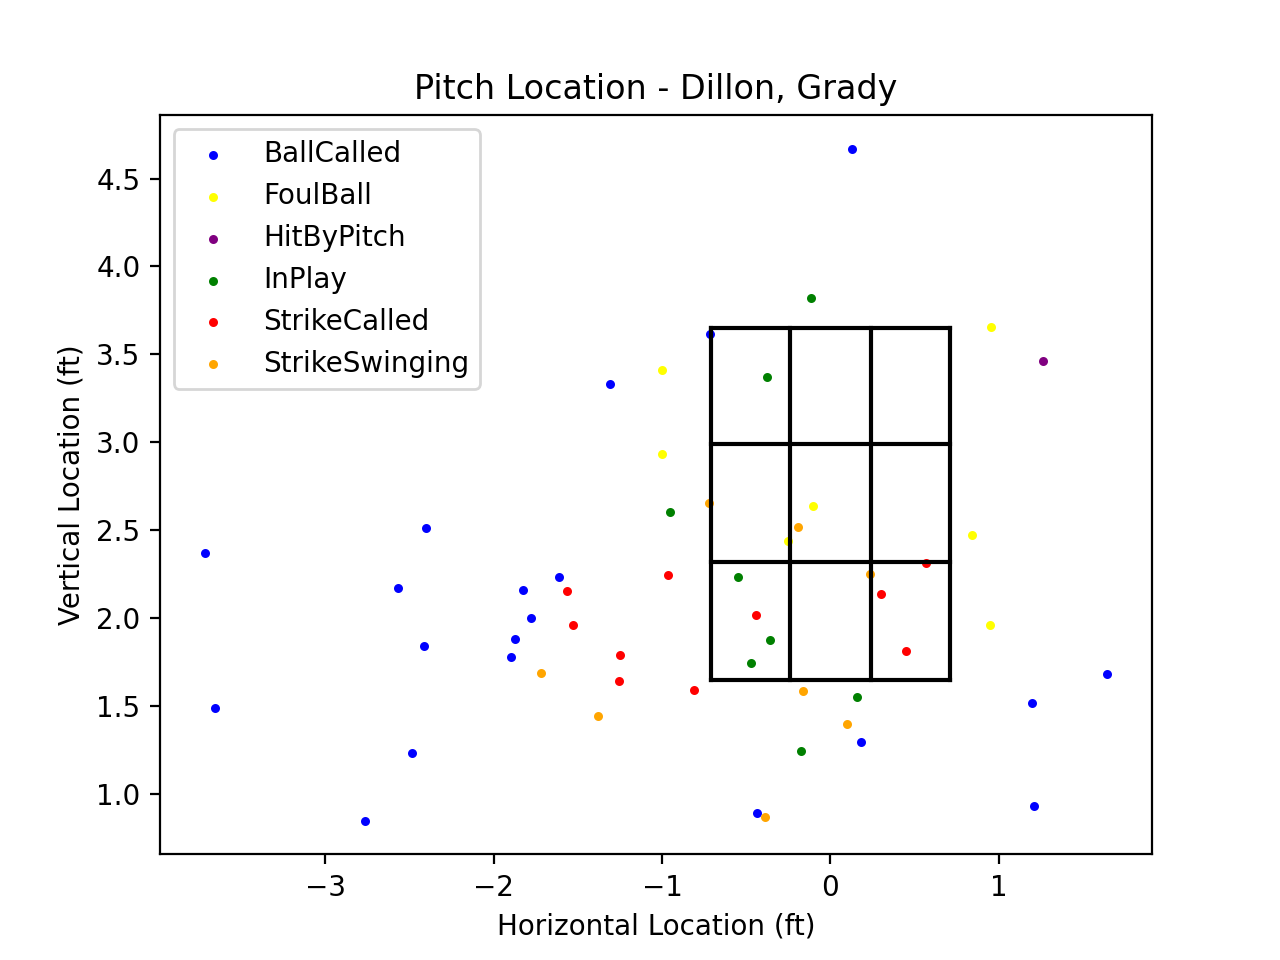 Pitch Location - Dillon, Grady
BallCalled
FoulBall
HitByPitch
InPlay
StrikeCalled
StrikeSwinging
4.5
4.0
3.5
3.0
2.5
2.0
1.5
1.0
Vertical Location (ft)
−3 −2 −1 0 1
Horizontal Location (ft)